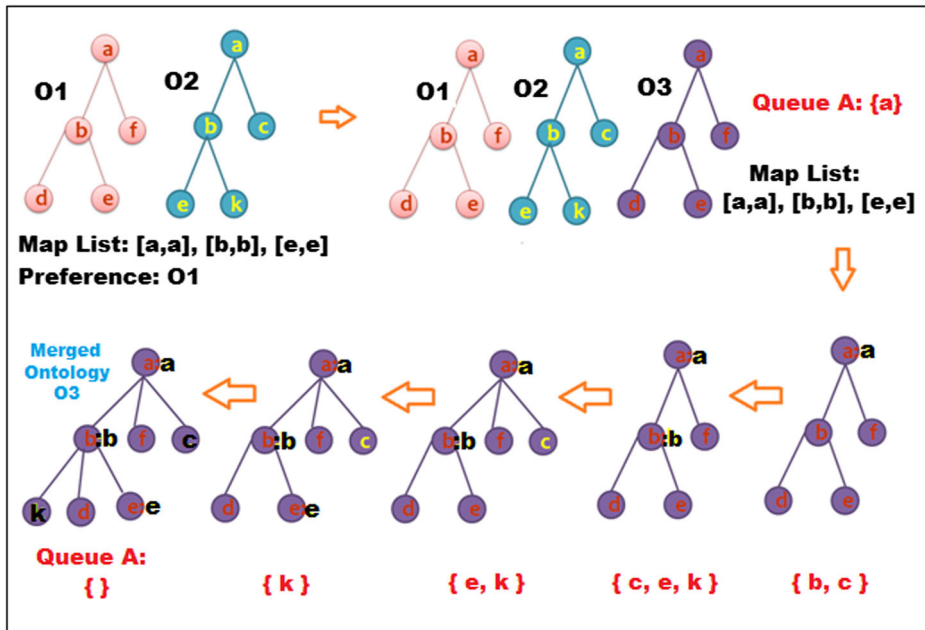 a
a
a
a
a
O1
O2
O1
O2
O3
Queue A: {a}
b
f
b
c
b
f
b
c
b
f
d
e
e
k
d
e
e
k
d
e
Map List:
[a,a], [b,b], [e,e]
Map List: [a,a], [b,b], [e,e]
Preference: O1
Merged
Ontology
O3
a:a
a:a
a:a
a:a
a:a
b:b
f
c
b:b
f
c
b:b
f
c
b:b
f
b
f
k
d
e:e
d
e:e
d
e
d
e
d
e
Queue A:
{ }
{ k }
{ e, k }
{ c, e, k }
{ b, c }